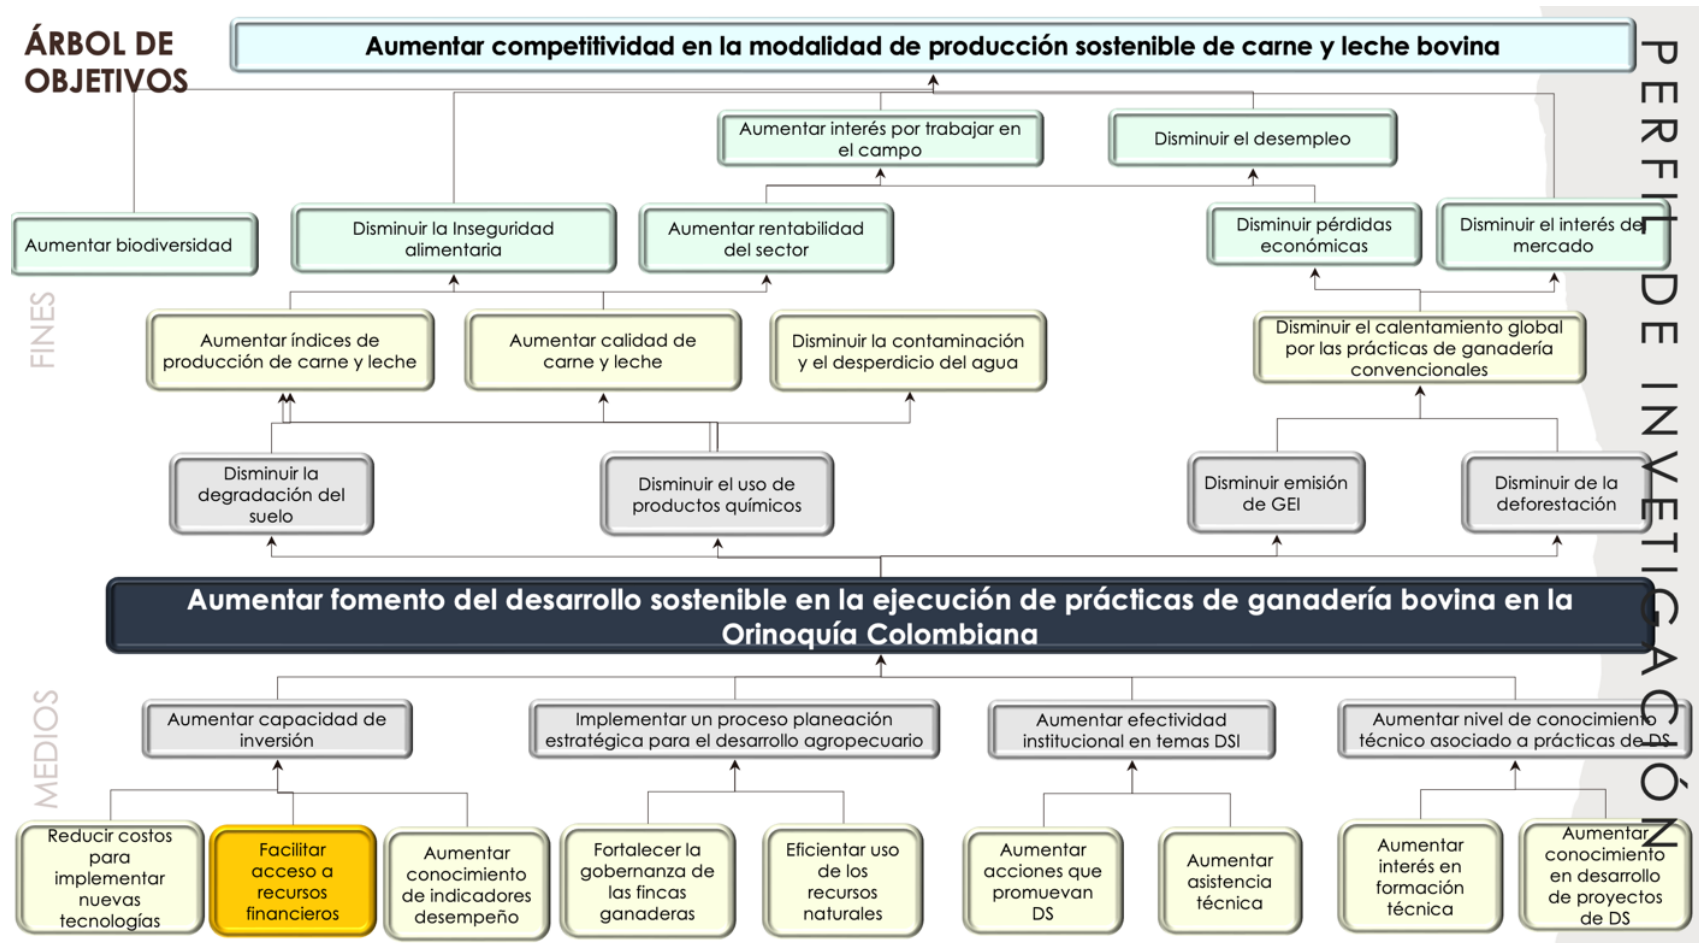 ÁRBOL DE
OBJETIVOS
Aumentar competitividad en la modalidad de producción sostenible de carne y leche bovina
Aumentar interés por trabajar en
el campo
Disminuir el desempleo
Aumentar biodiversidad
Disminuir la Inseguridad
alimentaria
Aumentar rentabilidad
del sector
Disminuir pérdidas
económicas
Disminuir el interés del
mercado
FINES
Aumentar índices de
producción de carne y leche
Aumentar calidad de
carne y leche
Disminuir la contaminación
y el desperdicio del agua
Disminuir el calentamiento global
por las prácticas de ganadería
convencionales
Disminuir la
degradación del
suelo
Disminuir el uso de
productos químicos
Disminuir emisión
de GEI
Disminuir de la
deforestación
Aumentar fomento del desarrollo sostenible en la ejecución de prácticas de ganadería bovina en la
Orinoquía Colombiana
MEDIOS
Aumentar capacidad de
inversión
Implementar un proceso planeación
estratégica para el desarrollo agropecuario
Aumentar efectividad
institucional en temas DSI
Aumentar nivel de conocimiento
técnico asociado a prácticas de DS
Reducir costos
para
implementar
nuevas
tecnologías
Facilitar
acceso a
recursos
financieros
Aumentar
conocimiento
de indicadores
desempeño
Fortalecer la
gobernanza de
las fincas
ganaderas
Eficientar uso
de los
recursos
naturales
Aumentar
acciones que
promuevan
DS
Aumentar
asistencia
técnica
Aumentar
interés en
formación
técnica
Aumentar
conocimiento
en desarrollo
de proyectos
de DS
PERFIL DE INVETIGACIÓN